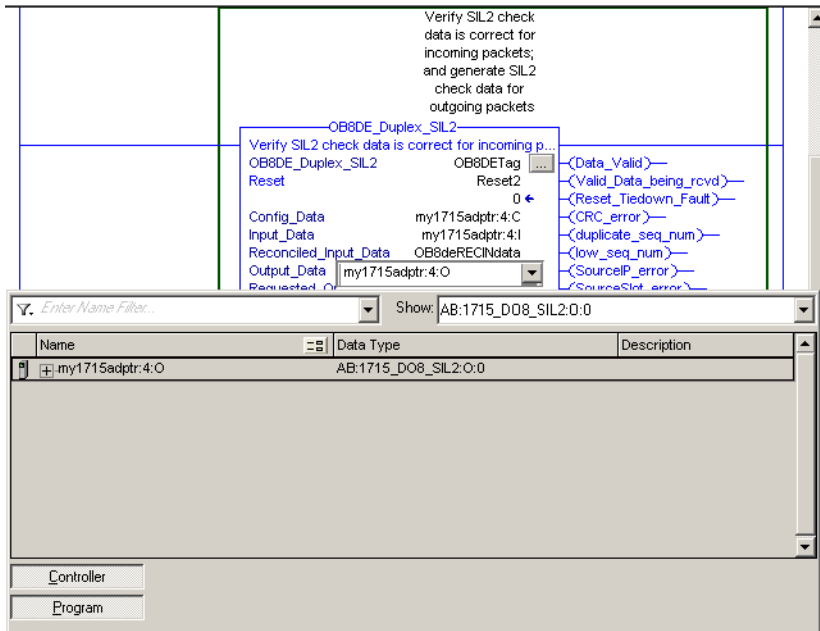 Verify SIL2 check
data is correct for
incoming packets;
and generate SIL2
check data for
outgoing packets
OB8DE_Duplex_SIL2
Verify SIL2 check data is correct for incoming p...
OB8DE_Duplex_SIL2 OB8DETag ... (Data_Valid)
Reset Reset2 (Valid_Data_being_rcvd)
0 (Reset_Tiedown_Fault)
Config_Data my1715adptr:4:C (CRC_error)
Input_Data my1715adptr:4:I (duplicate_seq_num)
Reconciled_Input_Data OB8deRECINdata (low_seq_num)
Output_Data my1715adptr:4:O (SourceIP_error)
Requested_O (SourceSlot_error)
Enter Name Filter... Show: AB:1715_DO8_SIL2:O:0
Name Data Type Description
my1715adptr:4:O AB:1715_DO8_SIL2:O:0
Controller
Program